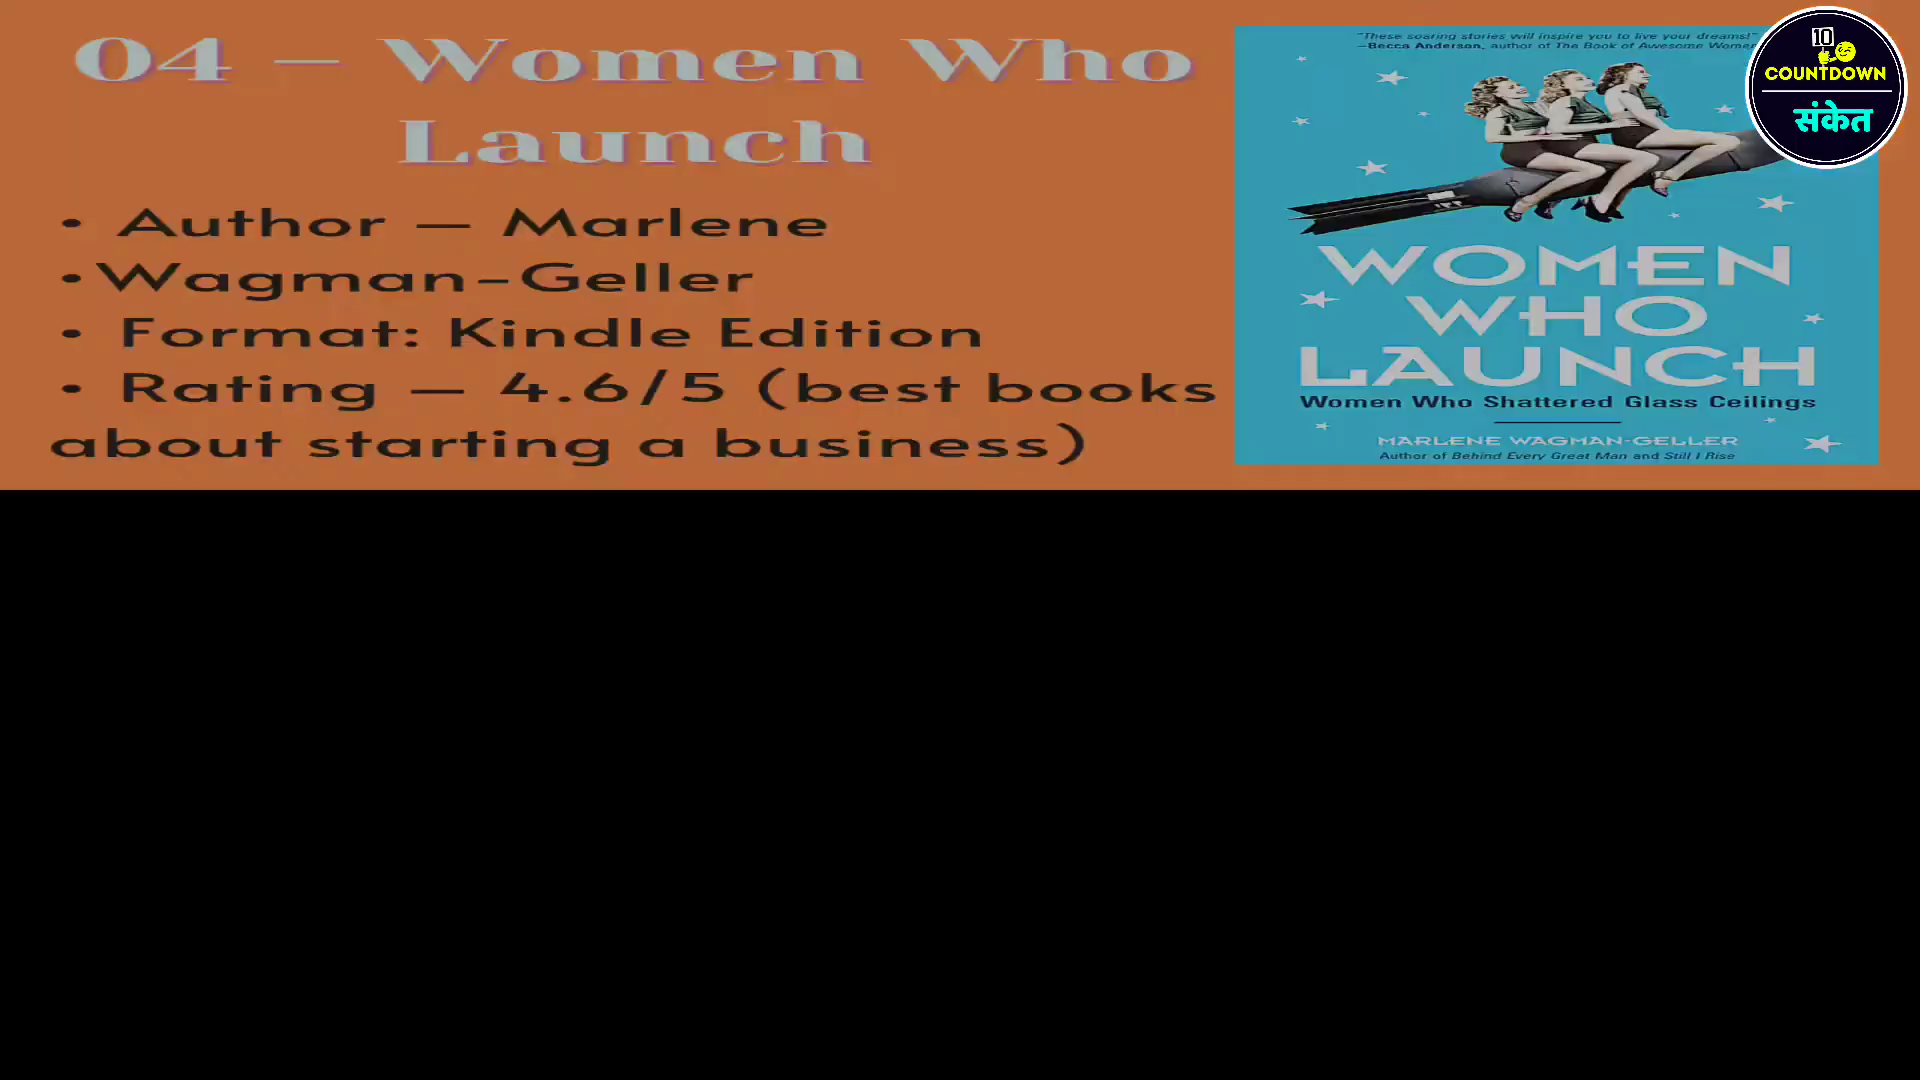 04 – Women Who
Launch
• Author – Marlene
• Wagman-Geller
• Format: Kindle Edition
• Rating – 4.6/5 (best books
about starting a business)
"These soaring stories will inspire you to live your dreams!"
—Becca Anderson, author of The Book of Awesome Women
WOMEN
WHO
LAUNCH
Women Who Shattered Glass Ceilings
MARLENE WAGMAN-GELLER
Author of Behind Every Great Man and Still I Rise
10
COUNTDOWN
संकेत